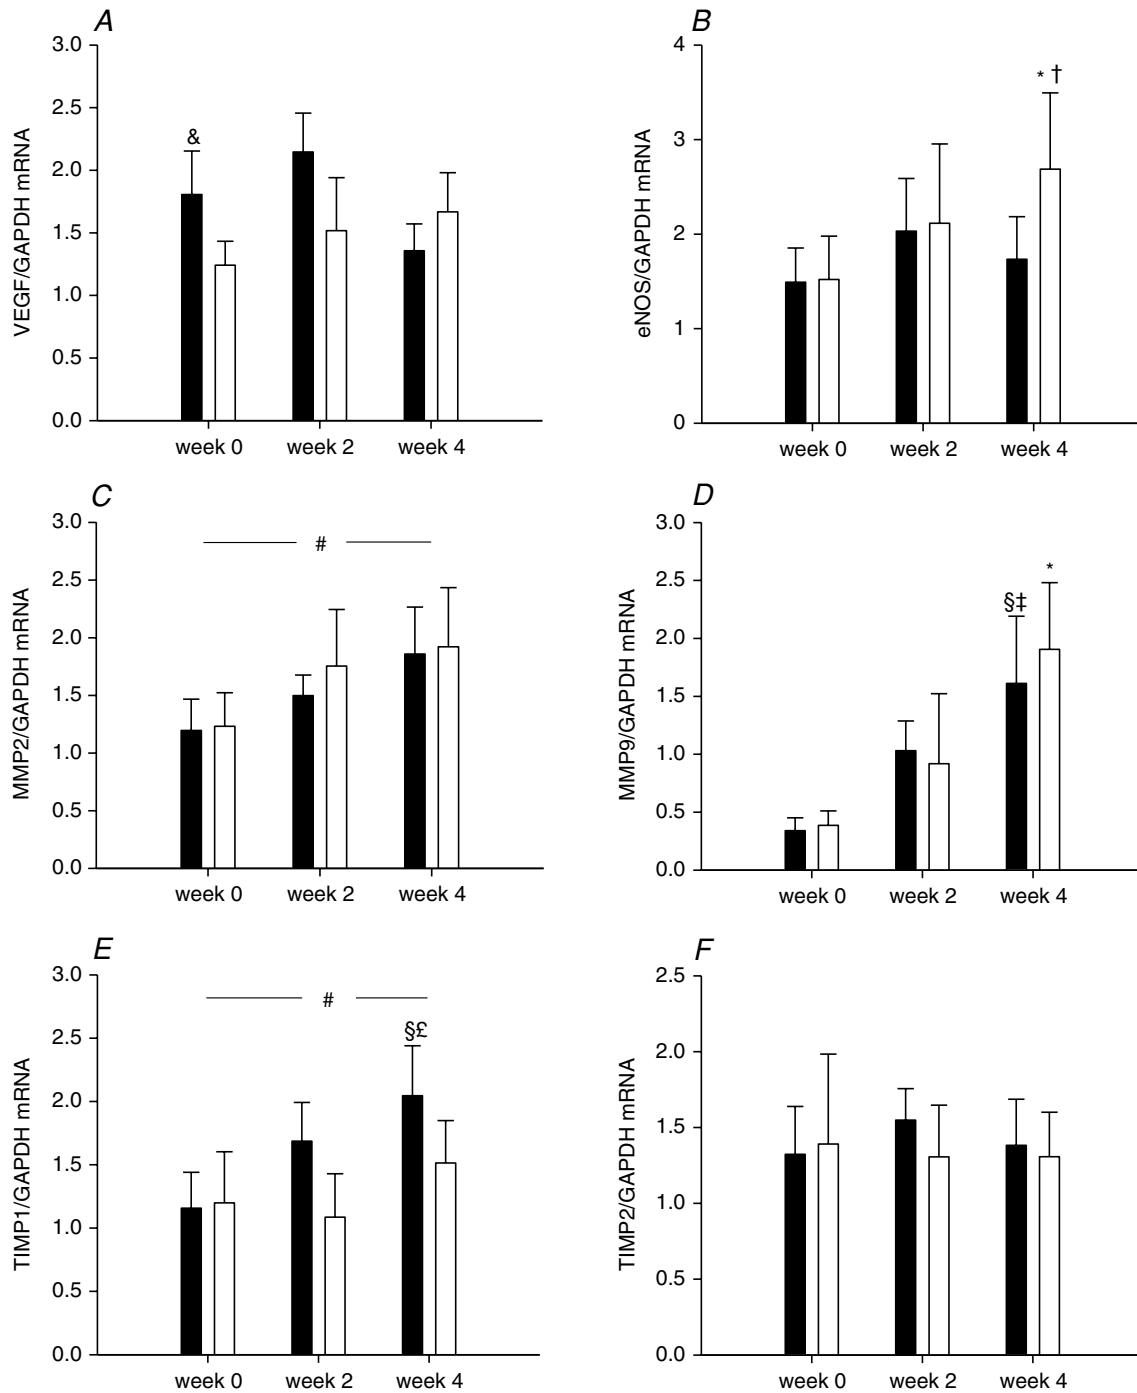 A
VEGF/GAPDH mRNA
3.0
2.5
2.0
1.5
1.0
0.5
0.0
&
week 0
week 2
week 4
B
eNOS/GAPDH mRNA
4
3
2
1
0
* †
week 0
week 2
week 4
C
MMP2/GAPDH mRNA
3.0
2.5
2.0
1.5
1.0
0.5
0.0
#
week 0
week 2
week 4
D
MMP9/GAPDH mRNA
3.0
2.5
2.0
1.5
1.0
0.5
0.0
§‡
*
week 0
week 2
week 4
E
TIMP1/GAPDH mRNA
3.0
2.5
2.0
1.5
1.0
0.5
0.0
#
§£
week 0
week 2
week 4
F
TIMP2/GAPDH mRNA
2.5
2.0
1.5
1.0
0.5
0.0
week 0
week 2
week 4